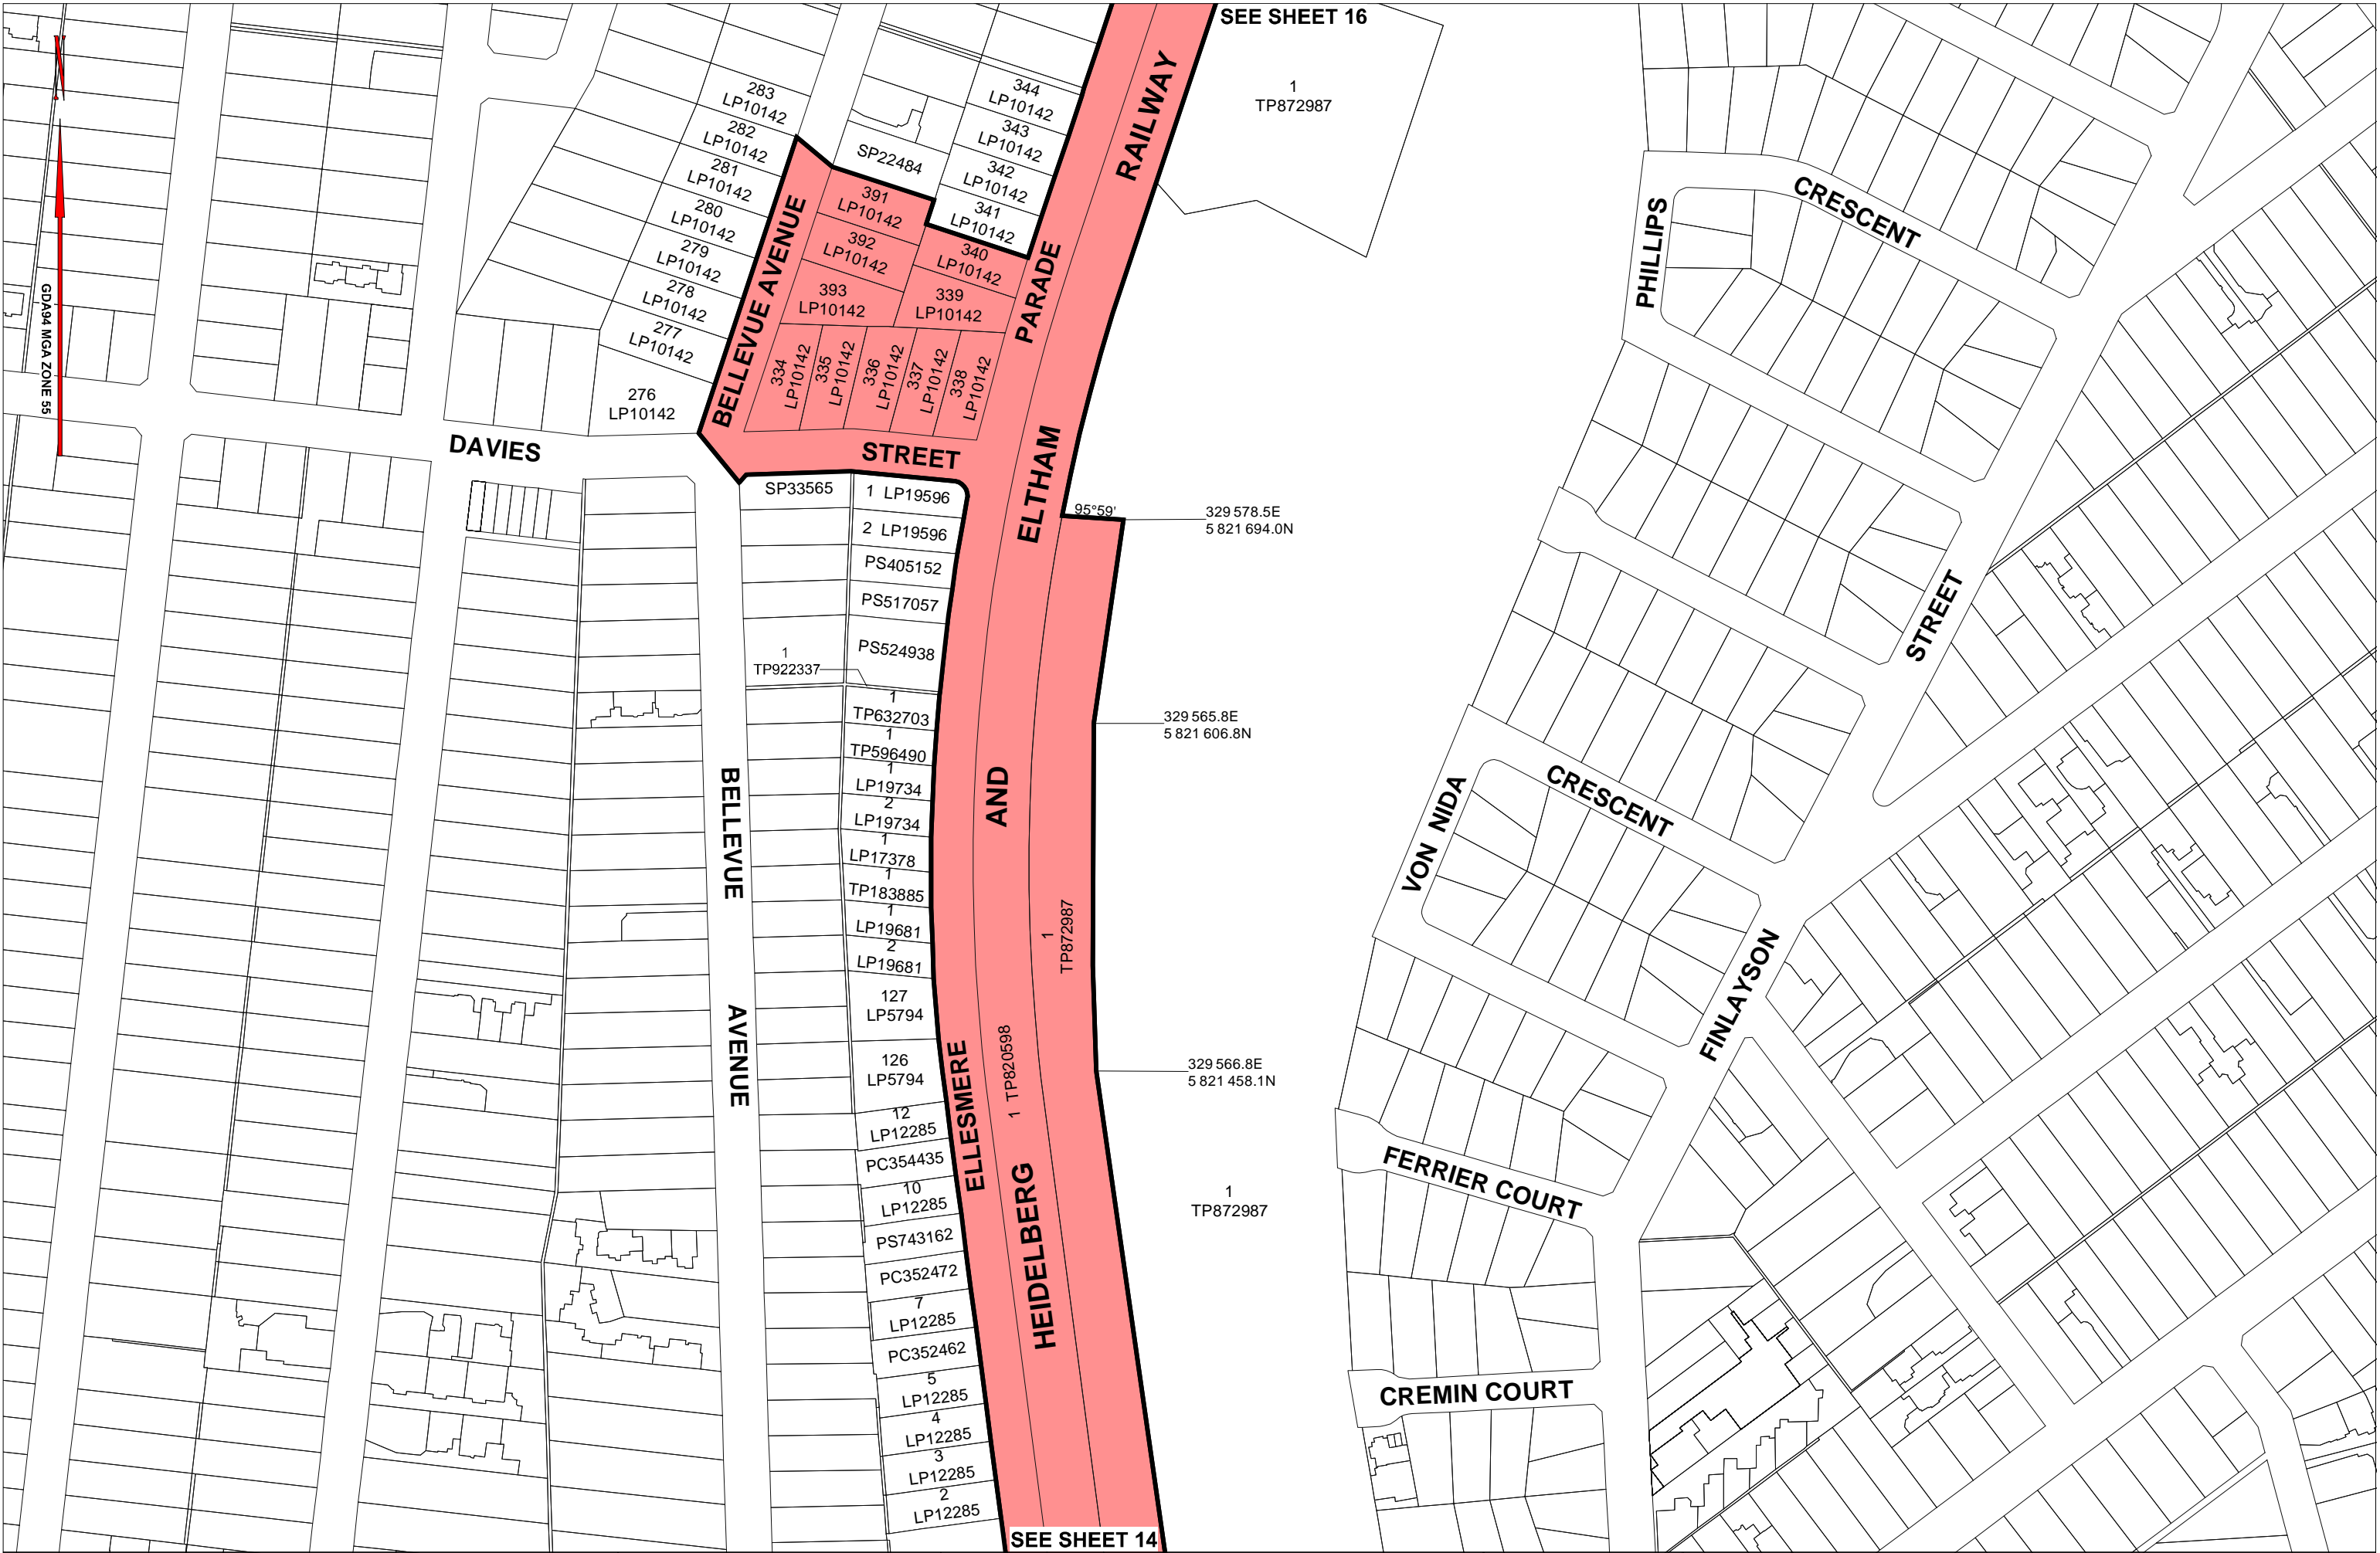 SEE SHEET 16
1
TP872987
RAILWAY
N
GDA94 MGA ZONE 55
283
LP10142
282
LP10142
281
LP10142
280
LP10142
279
LP10142
278
LP10142
277
LP10142
276
LP10142
344
LP10142
343
LP10142
342
LP10142
341
LP10142
SP22484
391
LP10142
392
LP10142
393
LP10142
340
LP10142
339
LP10142
334
LP10142
335
LP10142
336
LP10142
337
LP10142
338
LP10142
BELLEVUE AVENUE
PARADE
ELTHAM
DAVIES
STREET
PHILLIPS
CRESCENT
SP33565
1 LP19596
2 LP19596
PS405152
PS517057
PS524938
1
TP922337
1
TP632703
1
TP596490
1
LP19734
2
LP19734
1
LP17378
1
TP183885
1
LP19681
2
LP19681
127
LP5794
126
LP5794
12
LP12285
PC354435
10
LP12285
PS743162
PC352472
7
LP12285
PC352462
5
LP12285
4
LP12285
3
LP12285
2
LP12285
95°59'
329 578.5E
5 821 694.0N
329 565.8E
5 821 606.8N
329 566.8E
5 821 458.1N
BELLEVUE
AVENUE
AND
1
TP872987
1 TP820598
ELLESMERE
HEIDELBERG
1
TP872987
STREET
VON NIDA
CRESCENT
FINLAYSON
FERRIER COURT
CREMIN COURT
SEE SHEET 14